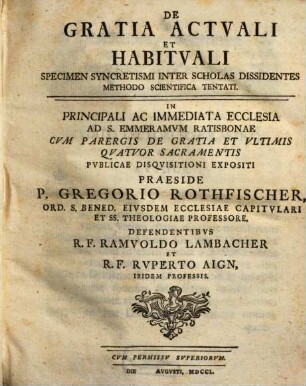 DE
GRATIA ACTVALI
ET
HABITVALI
SPECIMEN SYNCRETISMI INTER SCHOLAS DISSIDENTES
METHODO SCIENTIFICA TENTATI.
IN
PRINCIPALI AC IMMEDIATA ECCLESIA
AD S. EMMERAMVM RATISBONAE
CVM PARERGIS DE GRATIA ET VLTIMIS
QVATVOR SACRAMENTIS
PVBLICAE DISQVISITIONI EXPOSITI
PRAESIDE
P. GREGORIO ROTHFISCHER,
ORD. S. BENED. EIVSDEM ECCLESIAE CAPITVLARI
ET SS. THEOLOGIAE PROFESSORE,
DEFENDENTIBVS
R. F. RAMVOLDO LAMBACHER
ET
R. F. RVPERTO AIGN,
IBIDEM PROFESSIS.
CVM PERMISSV SVPERIORVM.
DIE AVGVSTI, MDCCL.